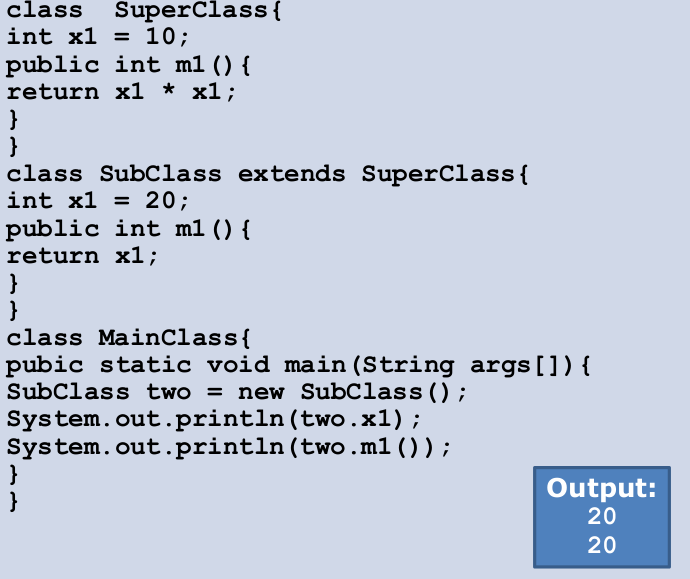 class  SuperClass{
int x1 = 10;
public int m1(){
return x1 * x1;
}
}
class SubClass extends SuperClass{
int x1 = 20;
public int m1(){
return x1;
}
}
class MainClass{
pubic static void main(String args[]){
SubClass two = new SubClass();
System.out.println(two.x1);
System.out.println(two.m1());
}
}
Output:
20
20